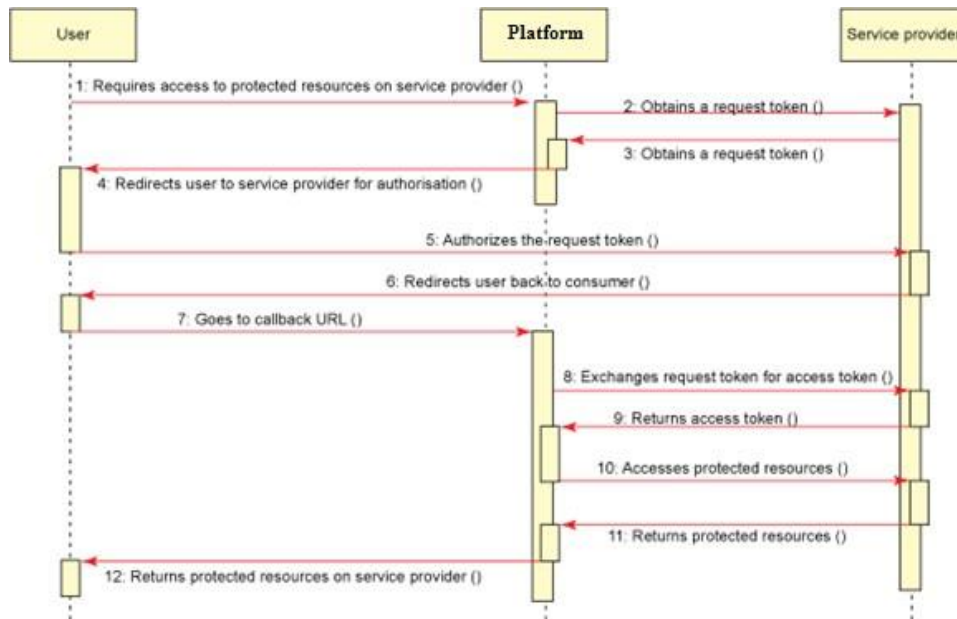 User
Platform
Service provider
1: Requires access to protected resources on service provider ()
2: Obtains a request token ()
3: Obtains a request token ()
4: Redirects user to service provider for authorisation ()
5: Authorizes the request token ()
6: Redirects user back to consumer ()
7: Goes to callback URL ()
8: Exchanges request token for access token ()
9: Returns access token ()
10: Accesses protected resources ()
11: Returns protected resources ()
12: Returns protected resources on service provider ()